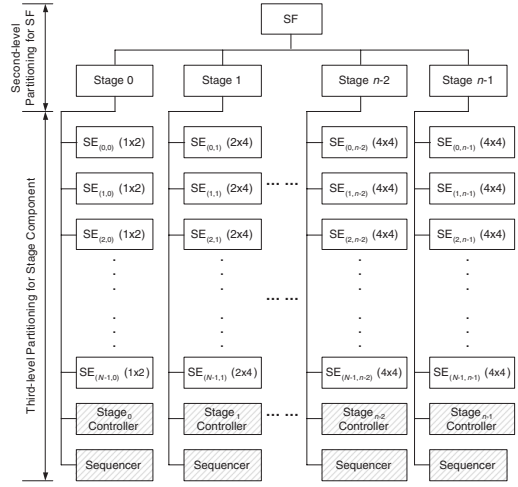 Second-level
Partitioning for SF
SF
Stage 0
Stage 1
Stage n-2
Stage n-1
Third-level Partitioning for Stage Component
SE(0,0) (1x2)
SE(0,1) (2x4)
SE(0,n-2) (4x4)
SE(0,n-1) (4x4)
SE(1,0) (1x2)
SE(1,1) (2x4)
... ...
SE(1,n-2) (4x4)
SE(1,n-1) (4x4)
SE(2,0) (1x2)
SE(2,1) (2x4)
SE(2,n-2) (4x4)
SE(2,n-1) (4x4)
... ...
SE(N-1,0) (1x2)
SE(N-1,1) (2x4)
SE(N-1,n-2) (4x4)
SE(N-1,n-1) (4x4)
Stage0
Controller
Stage1
Controller
... ...
Stagen-2
Controller
Stagen-1
Controller
Sequencer
Sequencer
Sequencer
Sequencer